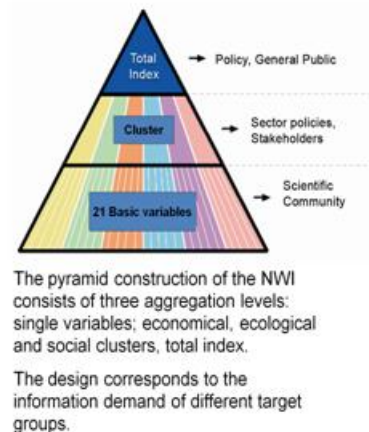 Total
Index
Policy, General Public
Cluster
Sector policies,
Stakeholders
21 Basic variables
Scientific
Community
The pyramid construction of the NWI
consists of three aggregation levels:
single variables; economical, ecological
and social clusters, total index.
The design corresponds to the
information demand of different target
groups.